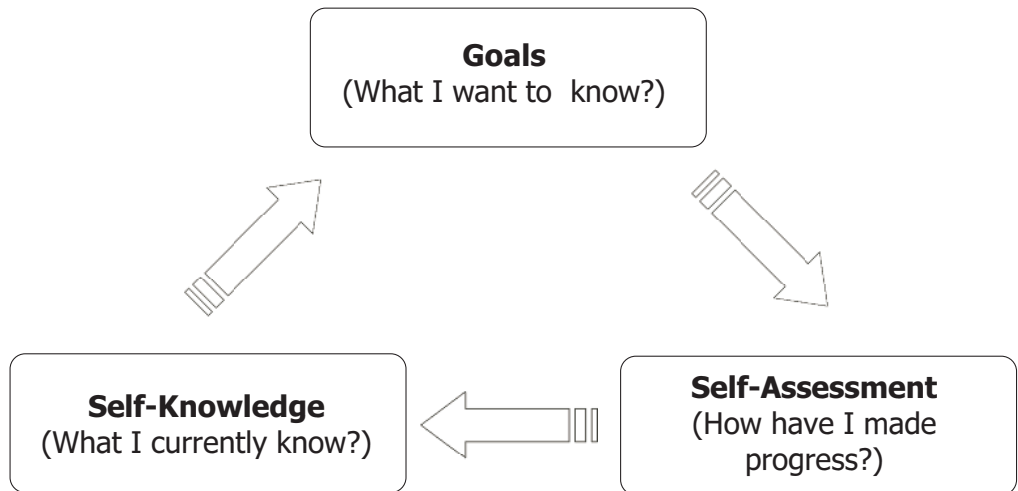 Goals
(What I want to  know?)
Self-Knowledge
(What I currently know?)
Self-Assessment
(How have I made
progress?)